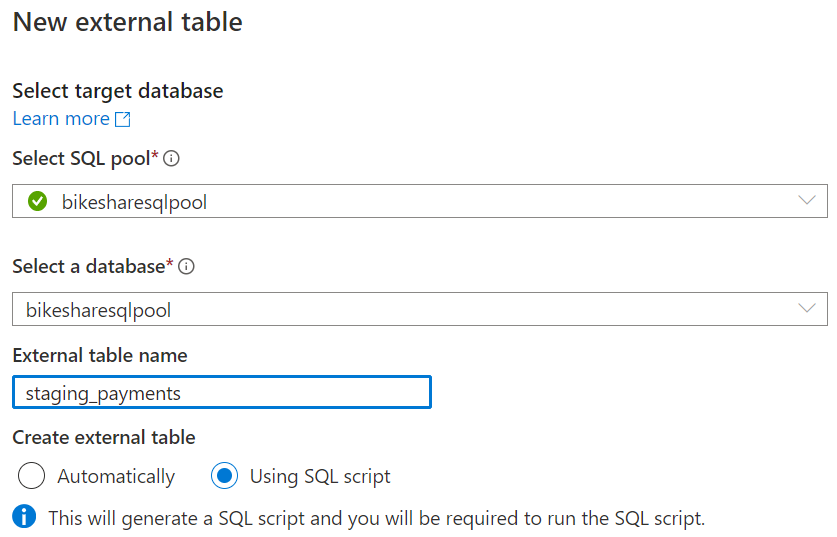 New external table
Select target database
Learn more
Select SQL pool*
bikesharesqlpool
Select a database*
bikesharesqlpool
External table name
staging_payments
Create external table
Automatically Using SQL script
This will generate a SQL script and you will be required to run the SQL script.